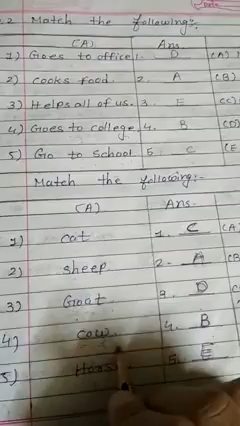 .2 Match the following:-
(A) Ans.
1) Goes to office 1. D (A)
2) Cooks food. 2. A (B)
3) Helps all of us. 3. E (C)
4) Goes to college 4. B (D)
5) Go to School 5. C (E
Match the following:-
(A) Ans.
1) cat 1. C (A)
2) sheep 2. A (B
3) Goat 3. D (
4) cow. 4. B
5) Hors 5. E